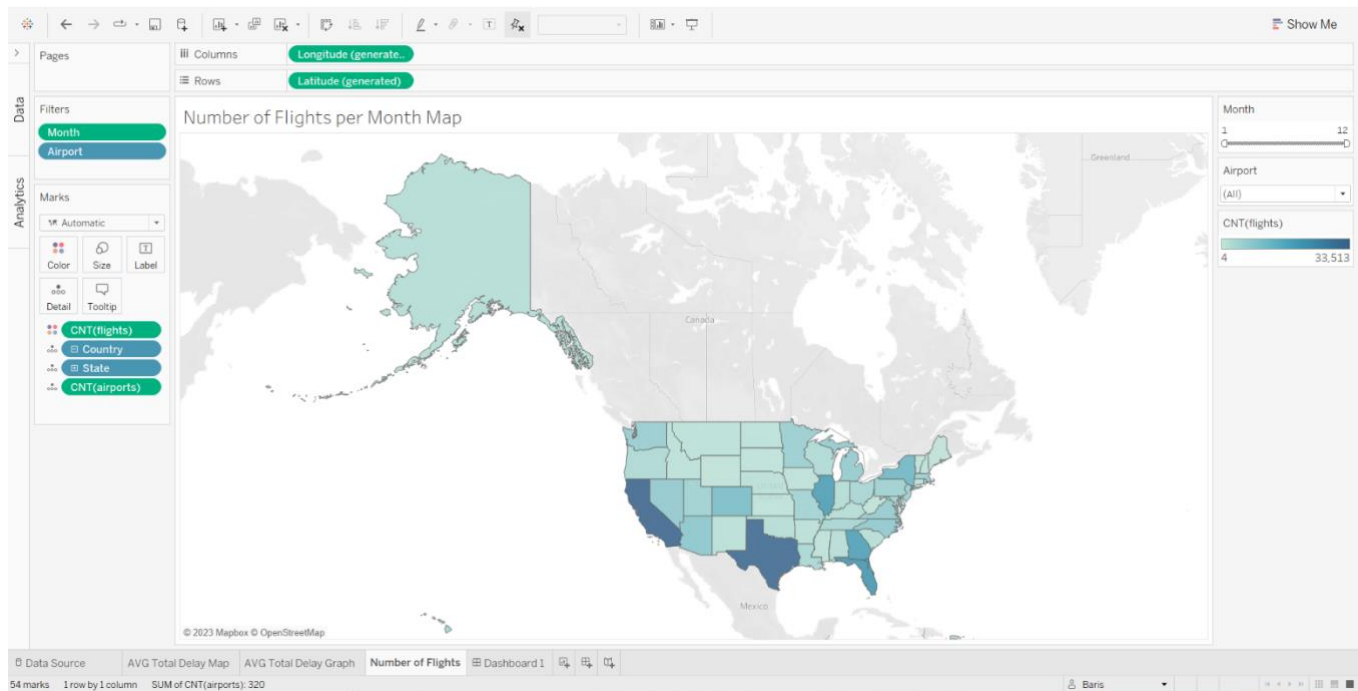 Show Me
Pages
Columns
Longitude (generate..
Rows
Latitude (generated)
Data
Analytics
Filters
Month
Airport
Marks
Automatic
Color
Size
Label
Detail
Tooltip
CNT(flights)
Country
State
CNT(airports)
Number of Flights per Month Map
Greenland
Canada
Mexico
© 2023 Mapbox © OpenStreetMap
Month
1
12
Airport
(All)
CNT(flights)
4
33,513
Data Source
AVG Total Delay Map
AVG Total Delay Graph
Number of Flights
Dashboard 1
54 marks
1 row by 1 column
SUM of CNT(airports): 320
Baris